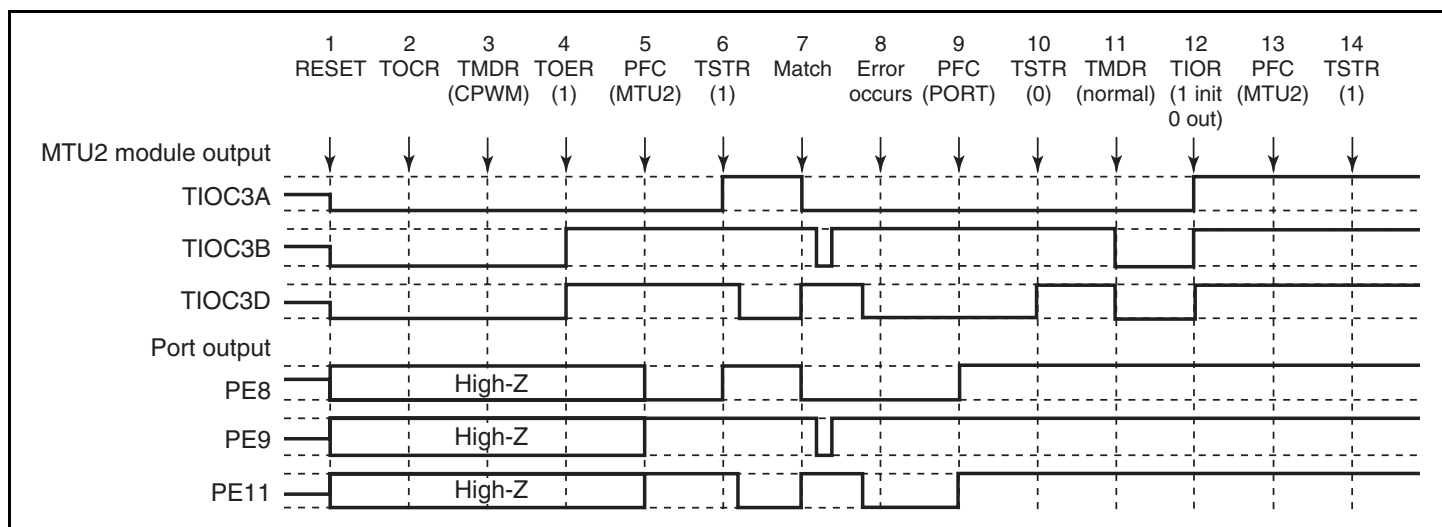 1 2 3 4 5 6 7 8 9 10 11 12 13 14
RESET TOCR TMDR TOER PFC TSTR Match Error PFC TSTR TMDR TIOR PFC TSTR
(CPWM) (1) (MTU2) (1) occurs (PORT) (0) (normal) (1 init (MTU2) (1)
0 out)
MTU2 module output
TIOC3A
TIOC3B
TIOC3D
Port output
PE8 High-Z
PE9 High-Z
PE11 High-Z